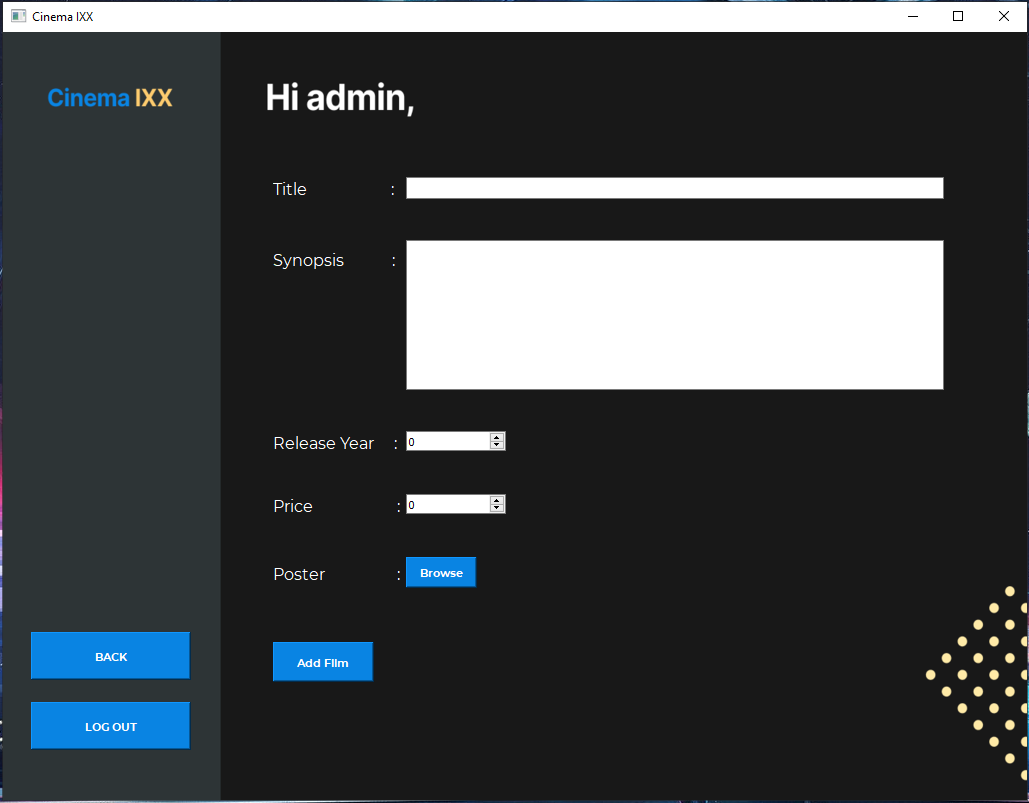 Cinema IXX
Cinema IXX
Hi admin,
Title :
Synopsis :
Release Year : 0
Price : 0
Poster : Browse
Add Film
BACK
LOG OUT